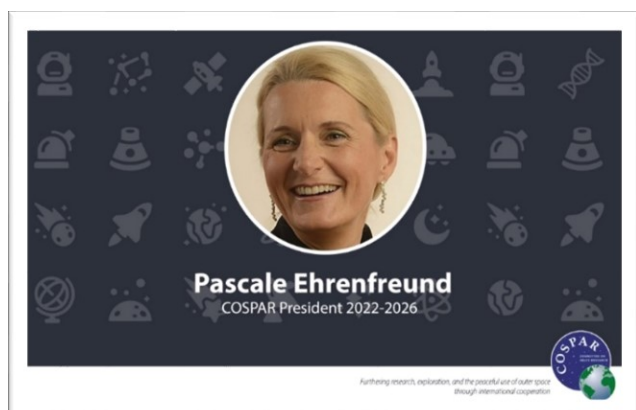 Pascale Ehrenfreund
COSPAR President 2022-2026
COSPAR
Furthering research, exploration, and the peaceful use of outer space
through international cooperation